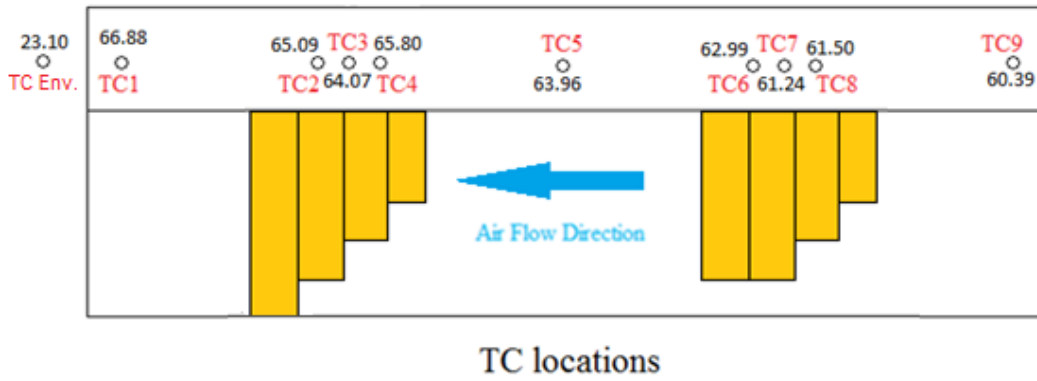 23.10
TC Env.
66.88
TC1
65.09 TC3 65.80
TC2 64.07 TC4
TC5
63.96
62.99 TC7 61.50
TC6 61.24 TC8
TC9
60.39
Air Flow Direction
TC locations